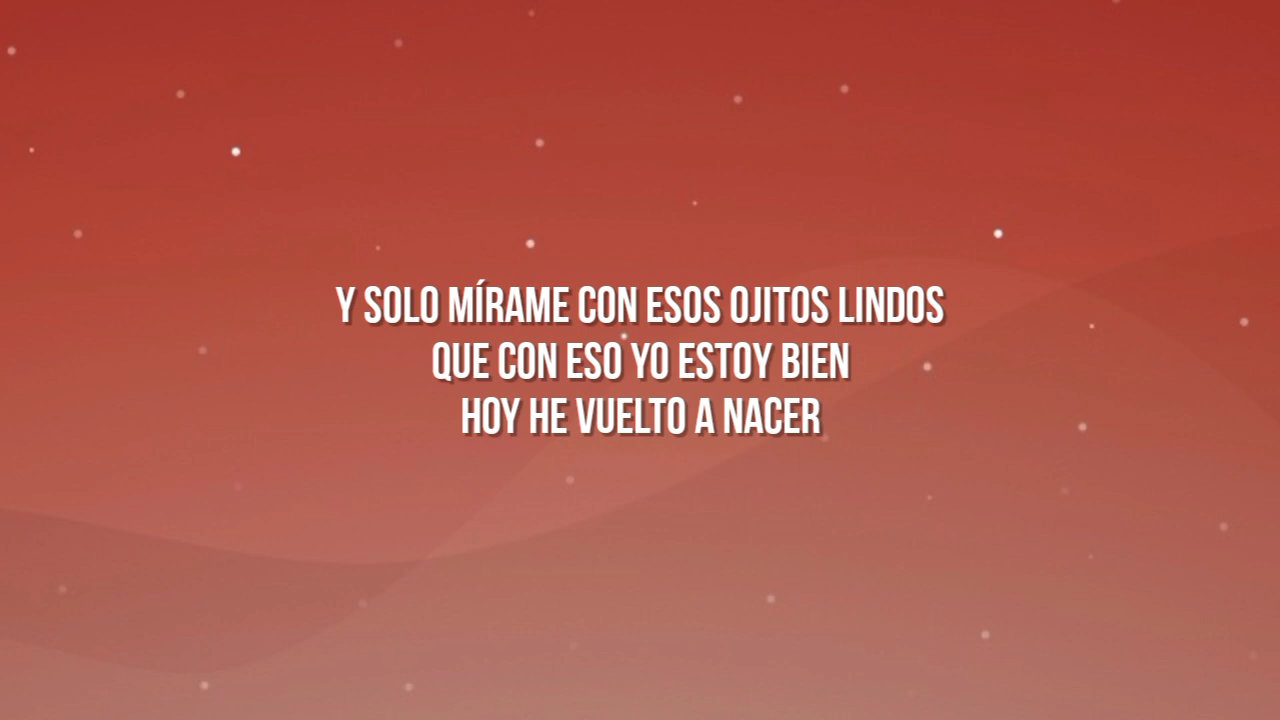 Y SOLO MÍRAME CON ESOS OJITOS LINDOS
QUE CON ESO YO ESTOY BIEN
HOY HE VUELTO A NACER